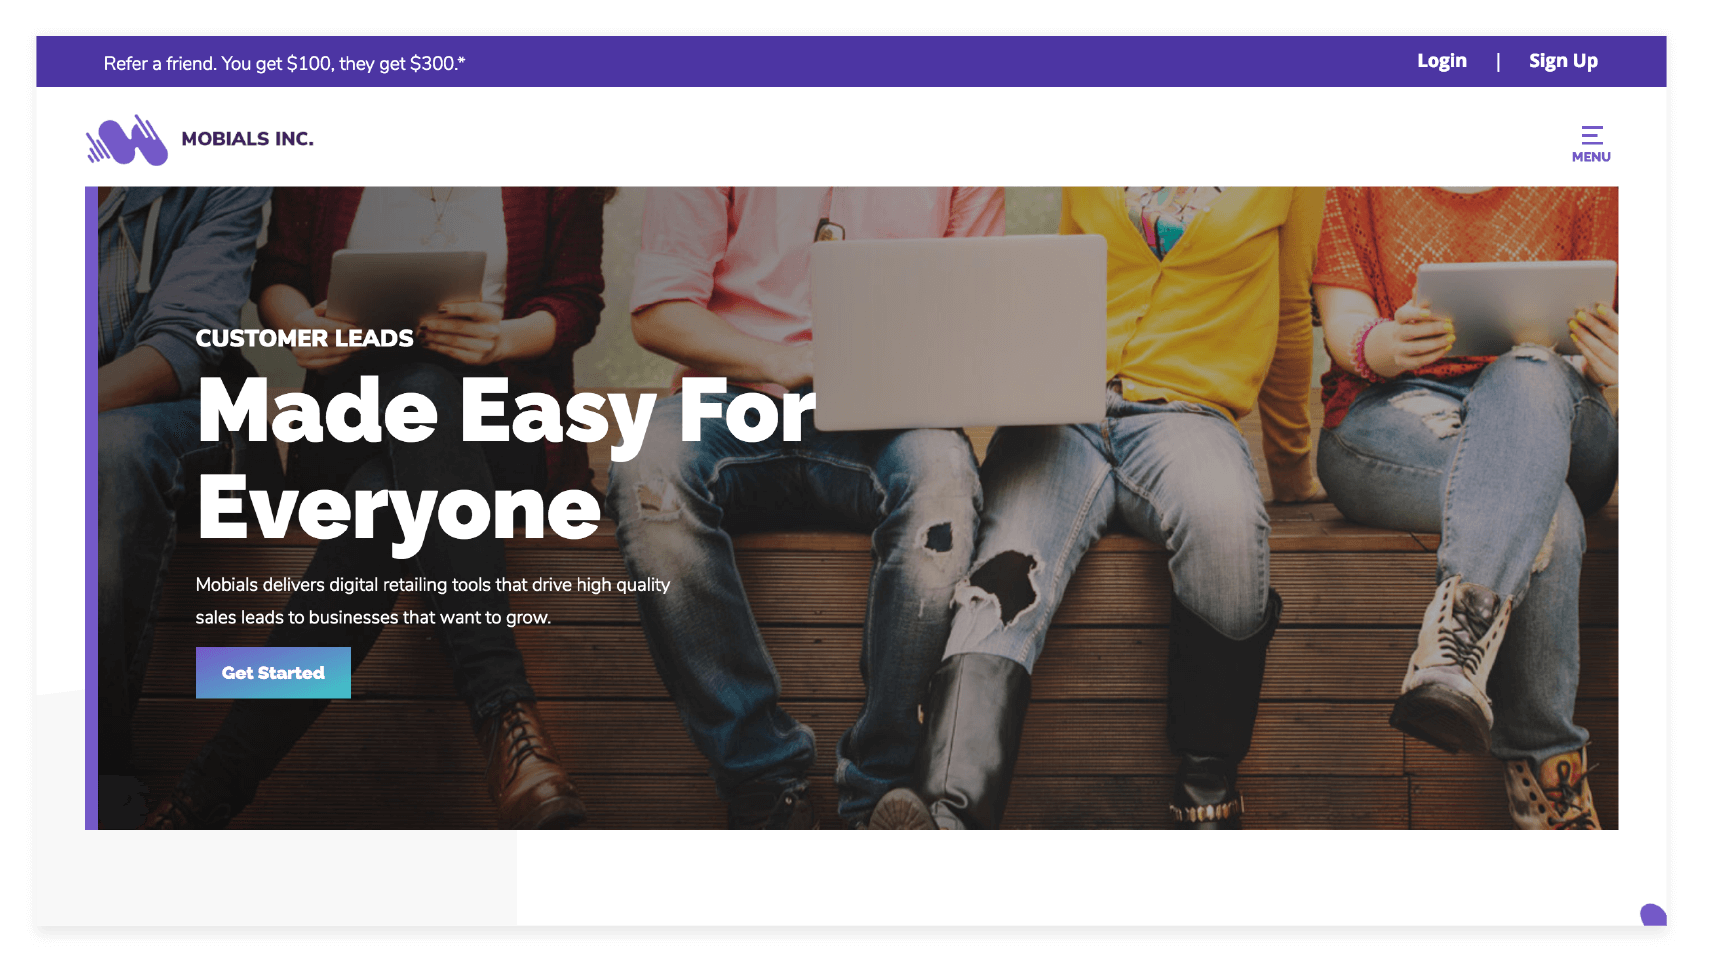 Refer a friend. You get $100, they get $300.*
Login | Sign Up
MOBIALS INC.
MENU
CUSTOMER LEADS
Made Easy For
Everyone
Mobials delivers digital retailing tools that drive high quality
sales leads to businesses that want to grow.
Get Started